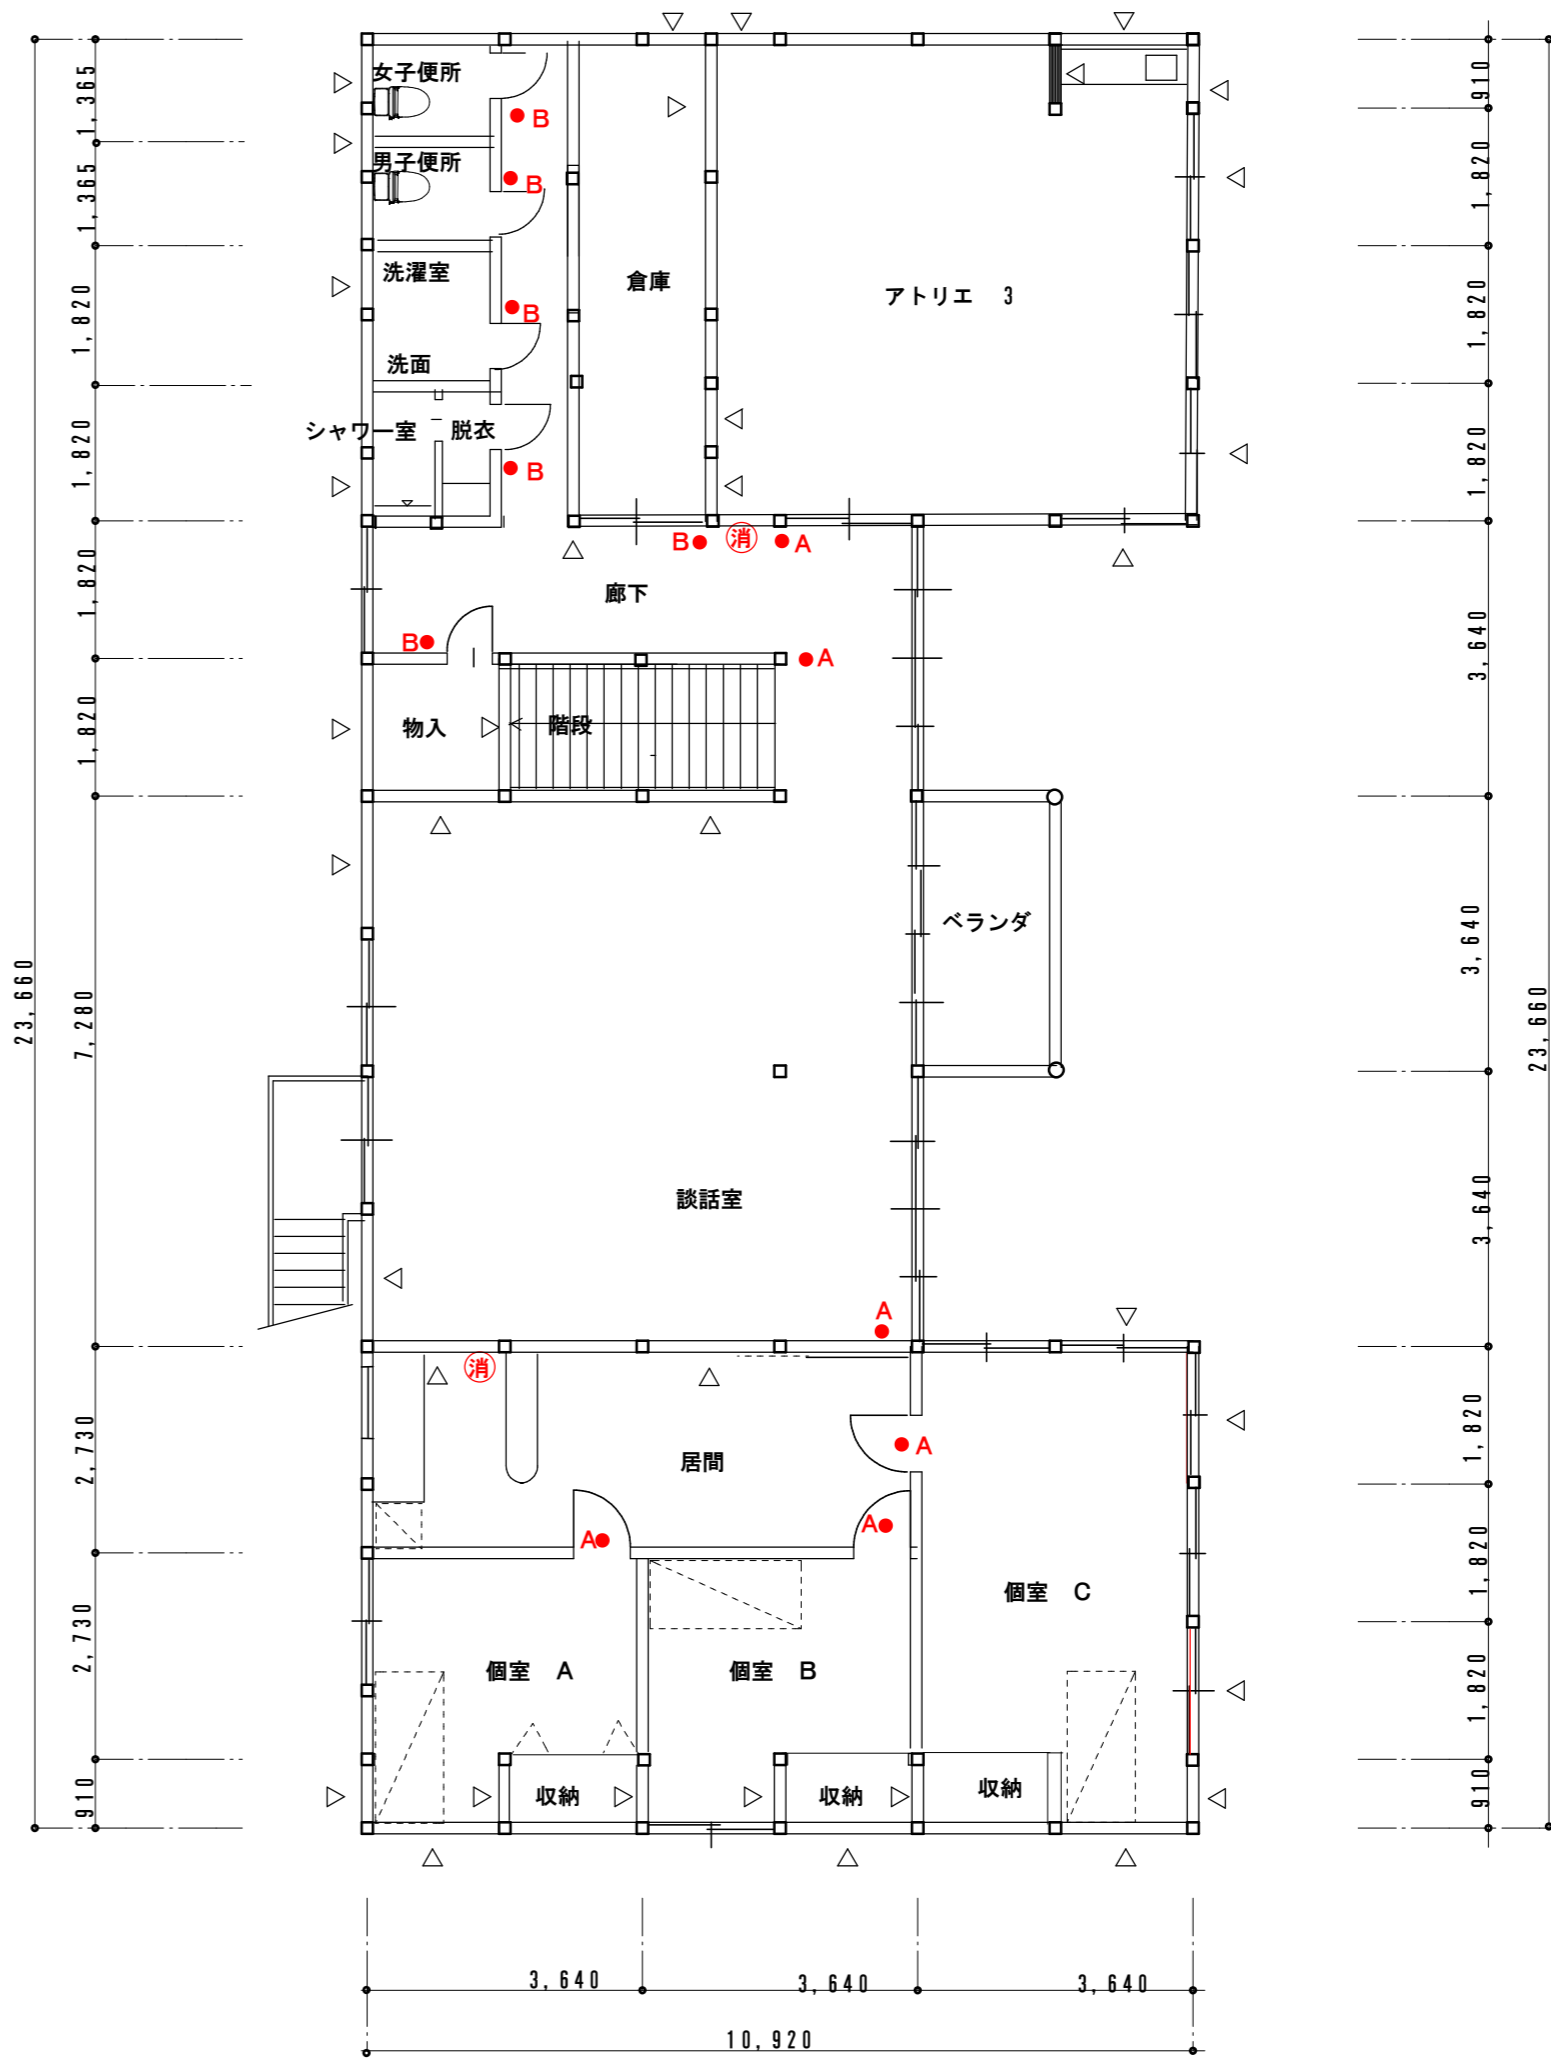 女子便所
B
男子便所
B
洗濯室
B
洗面
シャワー室
脱衣
B
倉庫
アトリエ 3
B
消
A
廊下
B
A
物入
階段
ベランダ
談話室
A
消
居間
A
A
A
個室 A
個室 B
個室 C
収納
収納
収納
1,365
1,365
1,820
1,820
1,820
1,820
7,280
2,730
2,730
910
23,660
910
1,820
1,820
1,820
3,640
3,640
3,640
1,820
1,820
1,820
910
23,660
3,640
3,640
3,640
10,920